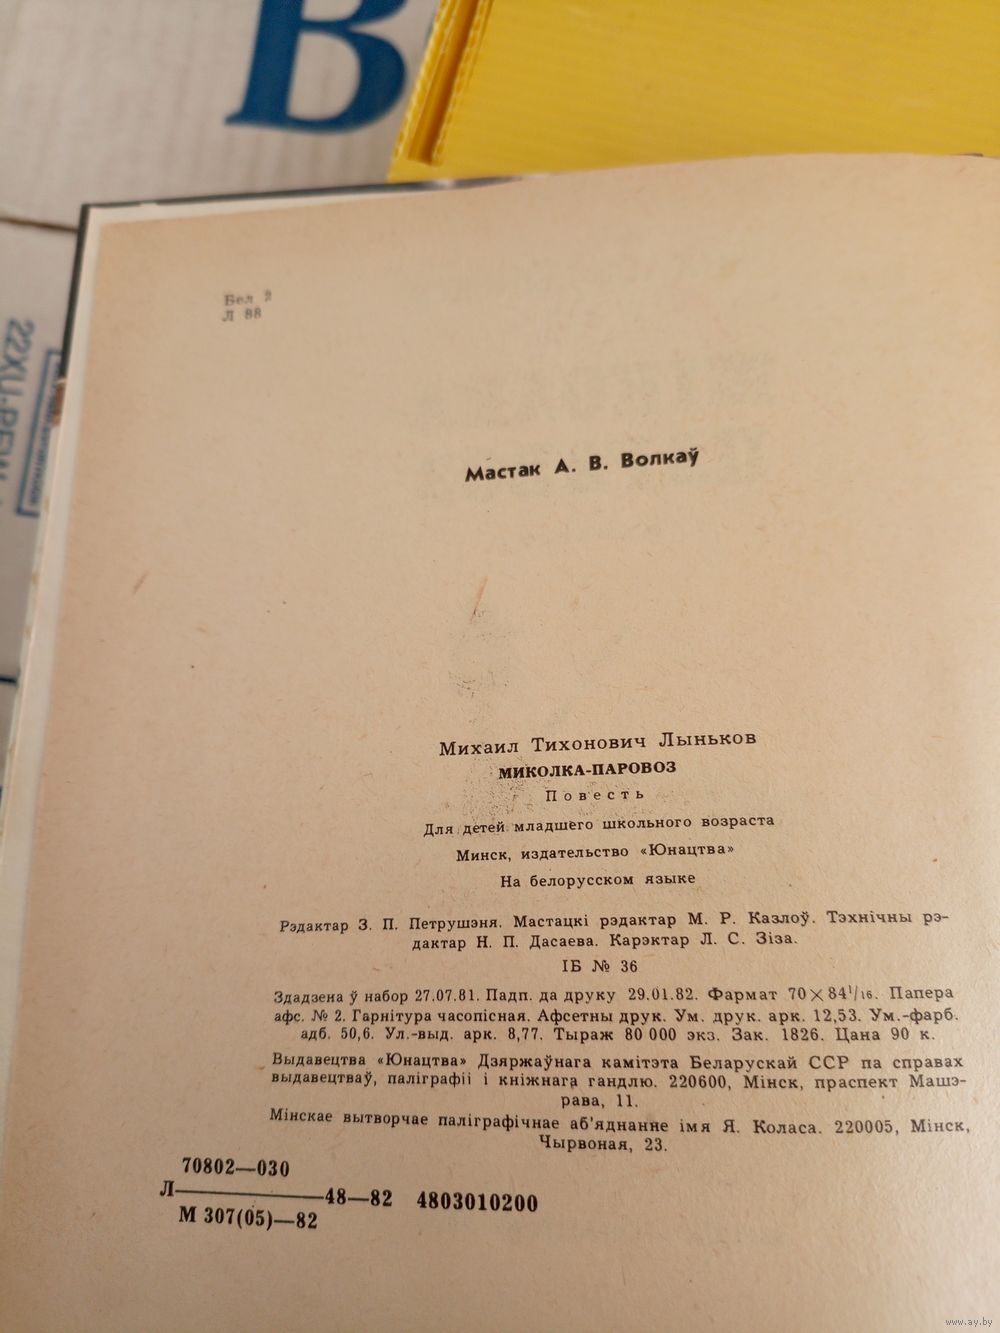 В
22XU-PEW
Бел 2
Л 88
Мастак А. В. Волкаў
Михаил Тихонович Лыньков
МИКОЛКА-ПАРОВОЗ
Повесть
Для детей младшего школьного возраста
Минск, издательство «Юнацтва»
На белорусском языке
Рэдактар З. П. Петрушэня. Мастацкі рэдактар М. Р. Казлоў. Тэхнічны рэ-
дактар Н. П. Дасаева. Карэктар Л. С. Зіза.
ІБ № 36
Здадзена ў набор 27.07.81. Падп. да друку 29.01.82. Фармат 70×84¹/₁₆. Папера
афс. № 2. Гарнітура часопісная. Афсетны друк. Ум. друк. арк. 12,53. Ум.-фарб.
адб. 50,6. Ул.-выд. арк. 8,77. Тыраж 80 000 экз. Зак. 1826. Цана 90 к.
Выдавецтва «Юнацтва» Дзяржаўнага камітэта Беларускай ССР па справах
выдавецтваў, паліграфіі і кніжнага гандлю. 220600, Мінск, праспект Машэ-
рава, 11.
Мінскае вытворчае паліграфічнае аб'яднанне імя Я. Коласа. 220005, Мінск,
Чырвоная, 23.
70802—030
Л————48—82 4803010200
М 307(05)—82
www.ay.by